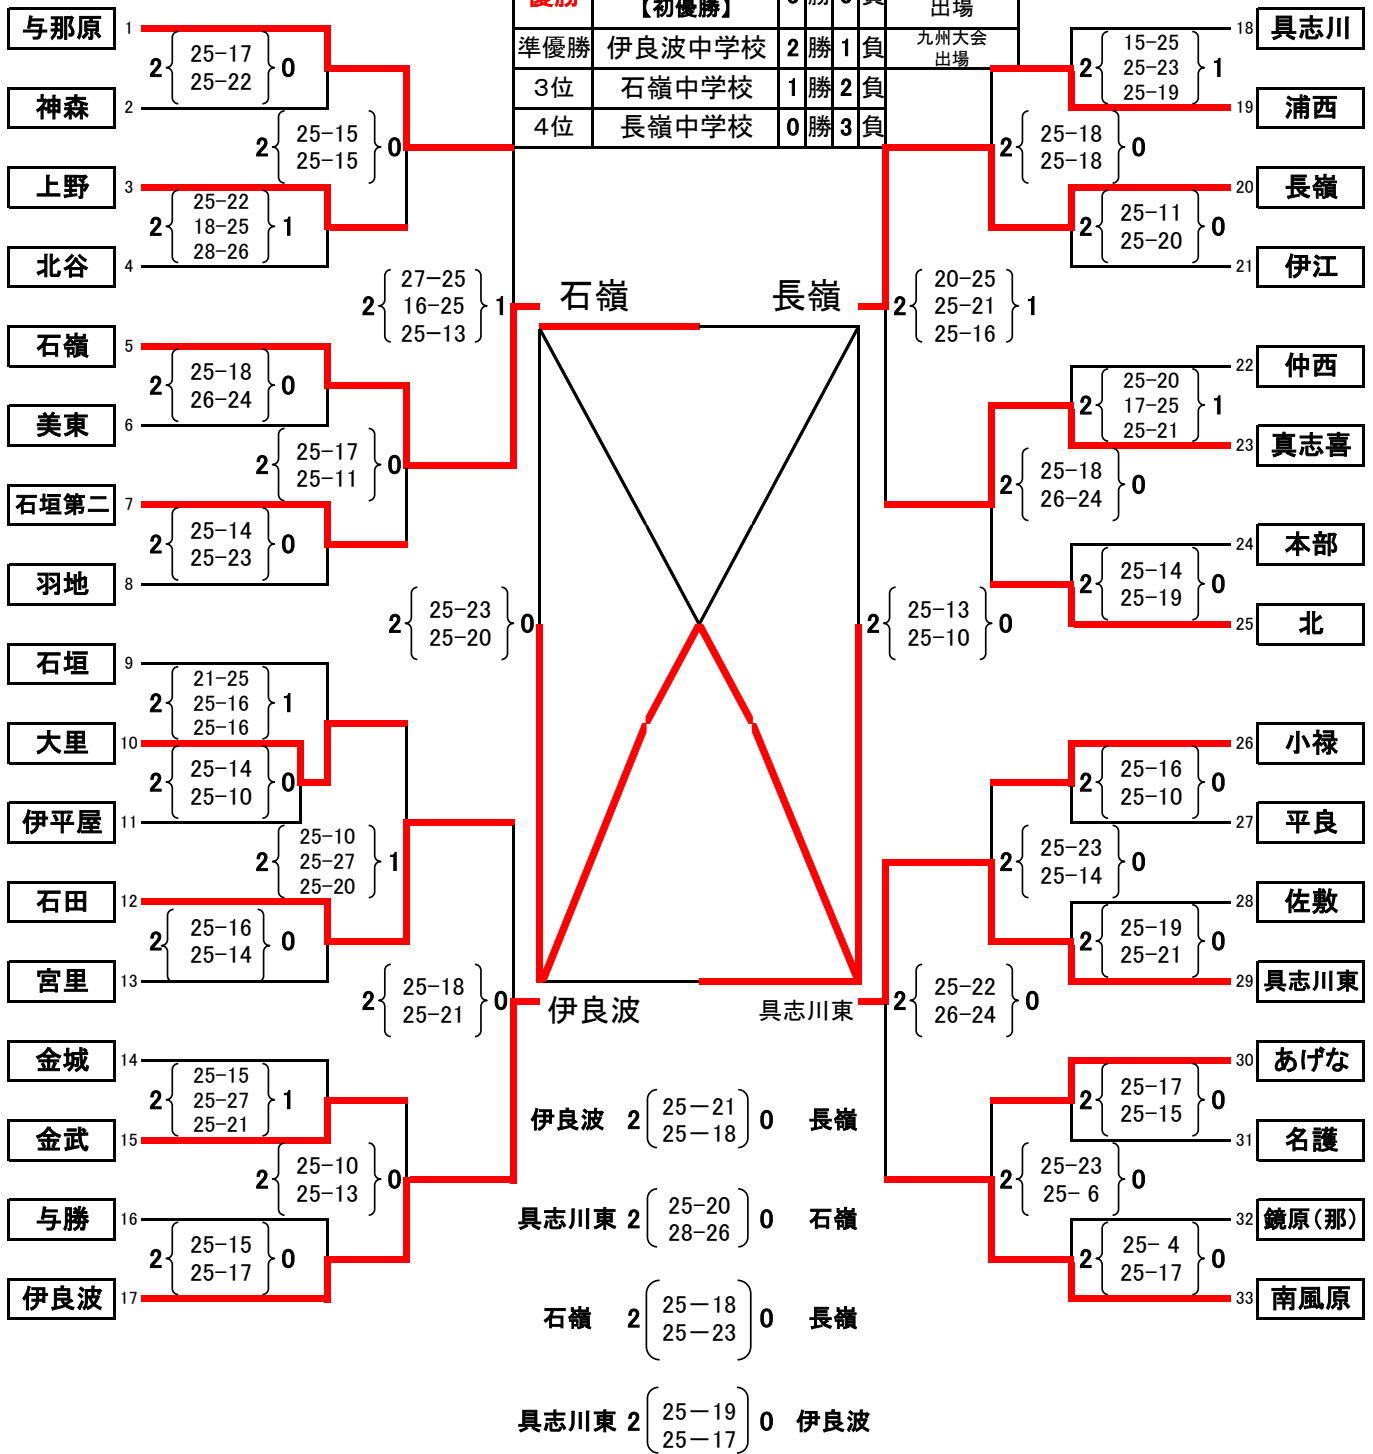 優勝 【初優勝】 3 勝 0 負 出場
準優勝 伊良波中学校 2 勝 1 負 九州大会 出場
3位 石嶺中学校 1 勝 2 負
4位 長嶺中学校 0 勝 3 負
与那原 1
2 25-17 0
25-22
神森 2
2 25-15 0
25-15
上野 3
25-22
2 18-25 1
28-26
北谷 4
27-25
2 16-25 1
25-13
石嶺 5
2 25-18 0
26-24
美東 6
2 25-17 0
25-11
石垣第二 7
2 25-14 0
25-23
羽地 8
2 25-23 0
25-20
石垣 9
21-25
2 25-16 1
25-16
大里 10
2 25-14 0
25-10
伊平屋 11
25-10
2 25-27 1
25-20
石田 12
2 25-16 0
25-14
宮里 13
2 25-18 0
25-21
金城 14
25-15
2 25-27 1
25-21
金武 15
2 25-10 0
25-13
与勝 16
2 25-15 0
25-17
伊良波 17
石嶺 長嶺
伊良波 具志川東
18 具志川
15-25
2 25-23 1
25-19
19 浦西
2 25-18 0
25-18
20 長嶺
2 25-11 0
25-20
21 伊江
20-25
2 25-21 1
25-16
22 仲西
25-20
2 17-25 1
25-21
23 真志喜
2 25-18 0
26-24
24 本部
2 25-14 0
25-19
25 北
2 25-13 0
25-10
26 小禄
2 25-16 0
25-10
27 平良
2 25-23 0
25-14
28 佐敷
2 25-19 0
25-21
29 具志川東
2 25-22 0
26-24
30 あげな
2 25-17 0
25-15
31 名護
2 25-23 0
25- 6
32 鏡原(那)
2 25- 4 0
25-17
33 南風原
伊良波 2 25-21 0 長嶺
25-18
具志川東 2 25-20 0 石嶺
28-26
石嶺 2 25-18 0 長嶺
25-23
具志川東 2 25-19 0 伊良波
25-17